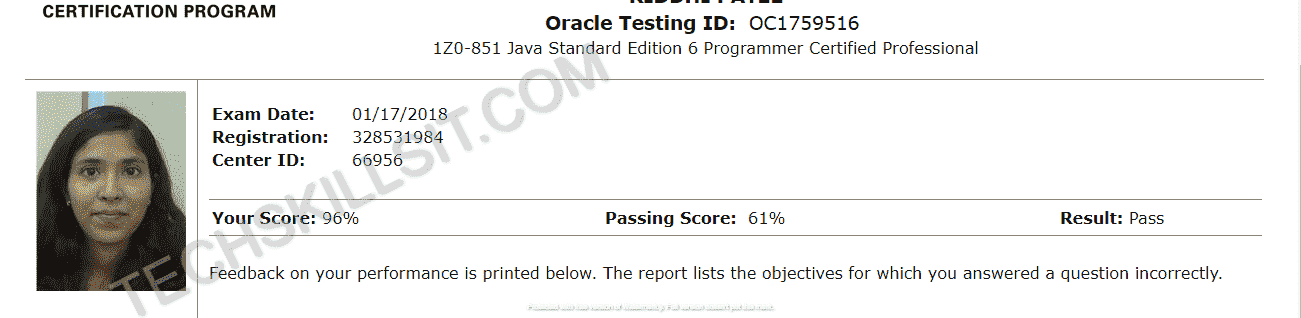 CERTIFICATION PROGRAM
Oracle Testing ID: OC1759516
1Z0-851 Java Standard Edition 6 Programmer Certified Professional
Exam Date: 01/17/2018
Registration: 328531984
Center ID: 66956
TECHSKILLSIT.COM
Your Score: 96% Passing Score: 61% Result: Pass
Feedback on your performance is printed below. The report lists the objectives for which you answered a question incorrectly.